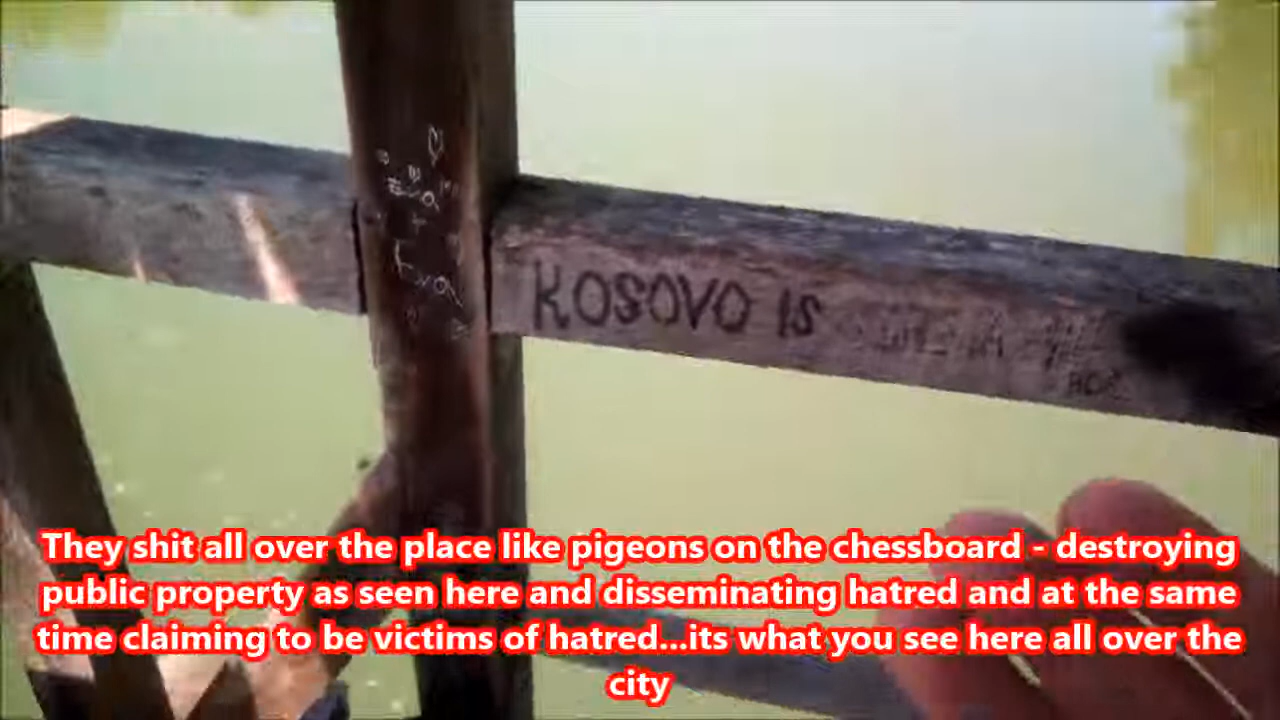 Eva
+
Eva
KOSOVO IS
They shit all over the place like pigeons on the chessboard - destroying
public property as seen here and disseminating hatred and at the same
time claiming to be victims of hatred...its what you see here all over the
city